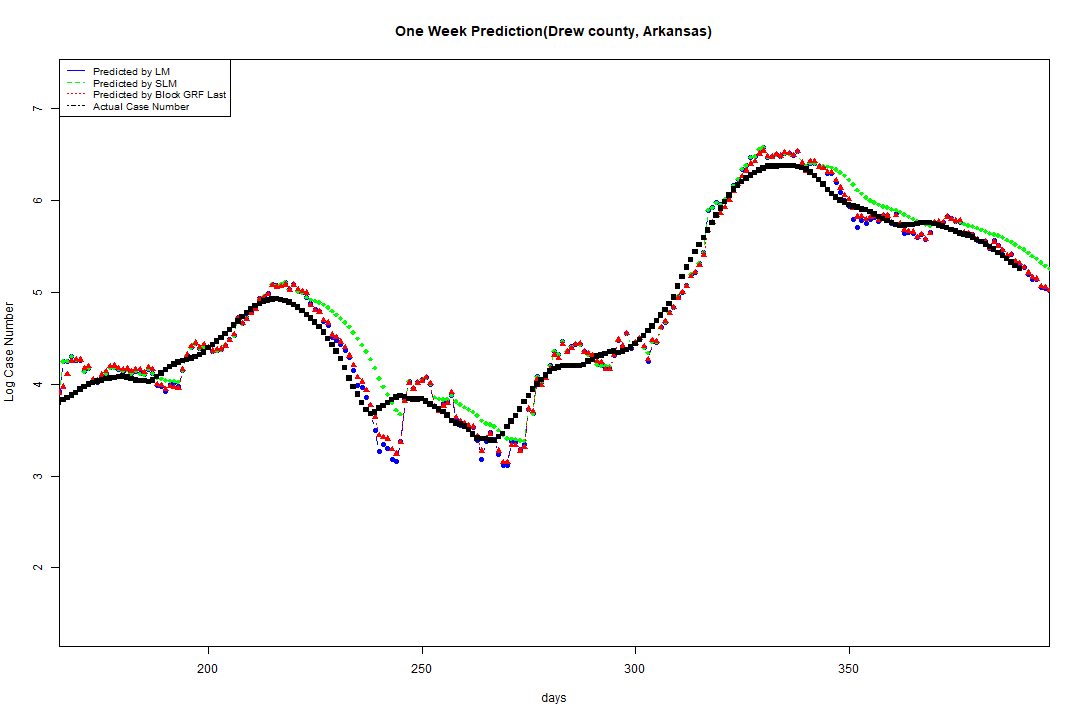 One Week Prediction(Drew county, Arkansas)
Predicted by LM
Predicted by SLM
Predicted by Block GRF Last
Actual Case Number
Log Case Number
7
6
5
4
3
2
200
250
300
350
days